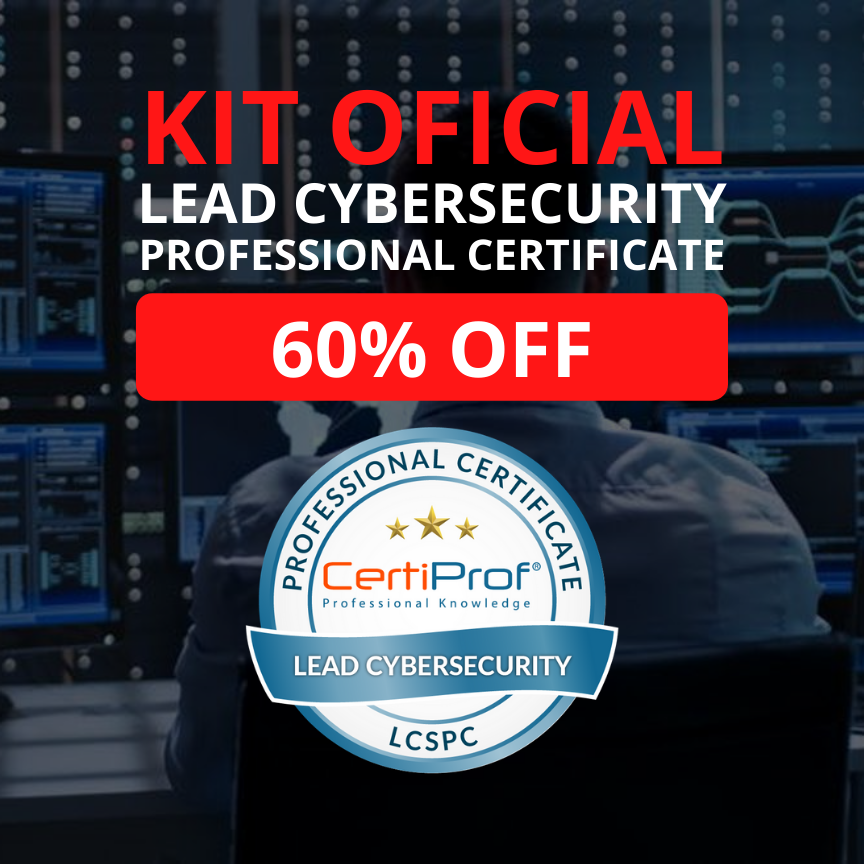 KIT OFICIAL
LEAD CYBERSECURITY
PROFESSIONAL CERTIFICATE
60% OFF
PROFESSIONAL CERTIFICATE
CertiProf®
Professional Knowledge
LEAD CYBERSECURITY
LCSPC